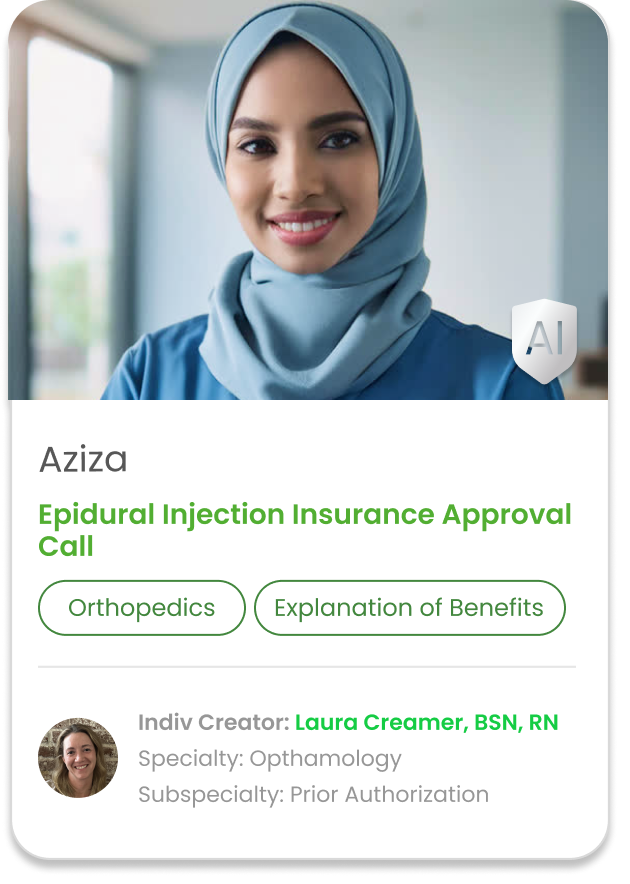 AI
Aziza
Epidural Injection Insurance Approval
Call
Orthopedics
Explanation of Benefits
Indiv Creator: Laura Creamer, BSN, RN
Specialty: Opthamology
Subspecialty: Prior Authorization